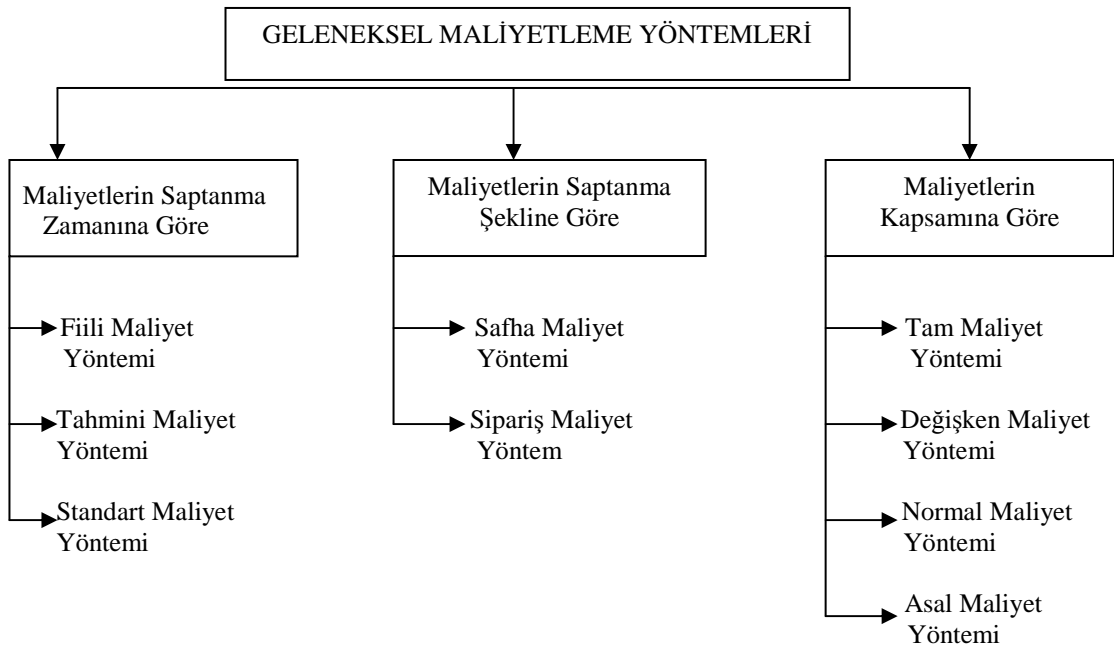 GELENEKSEL MALİYETLEME YÖNTEMLERİ
Maliyetlerin Saptanma
Zamanına Göre
Fiili Maliyet
Yöntemi
Tahmini Maliyet
Yöntemi
Standart Maliyet
Yöntemi
Maliyetlerin Saptanma
Şekline Göre
Safha Maliyet
Yöntemi
Sipariş Maliyet
Yöntem
Maliyetlerin
Kapsamına Göre
Tam Maliyet
Yöntemi
Değişken Maliyet
Yöntemi
Normal Maliyet
Yöntemi
Asal Maliyet
Yöntemi